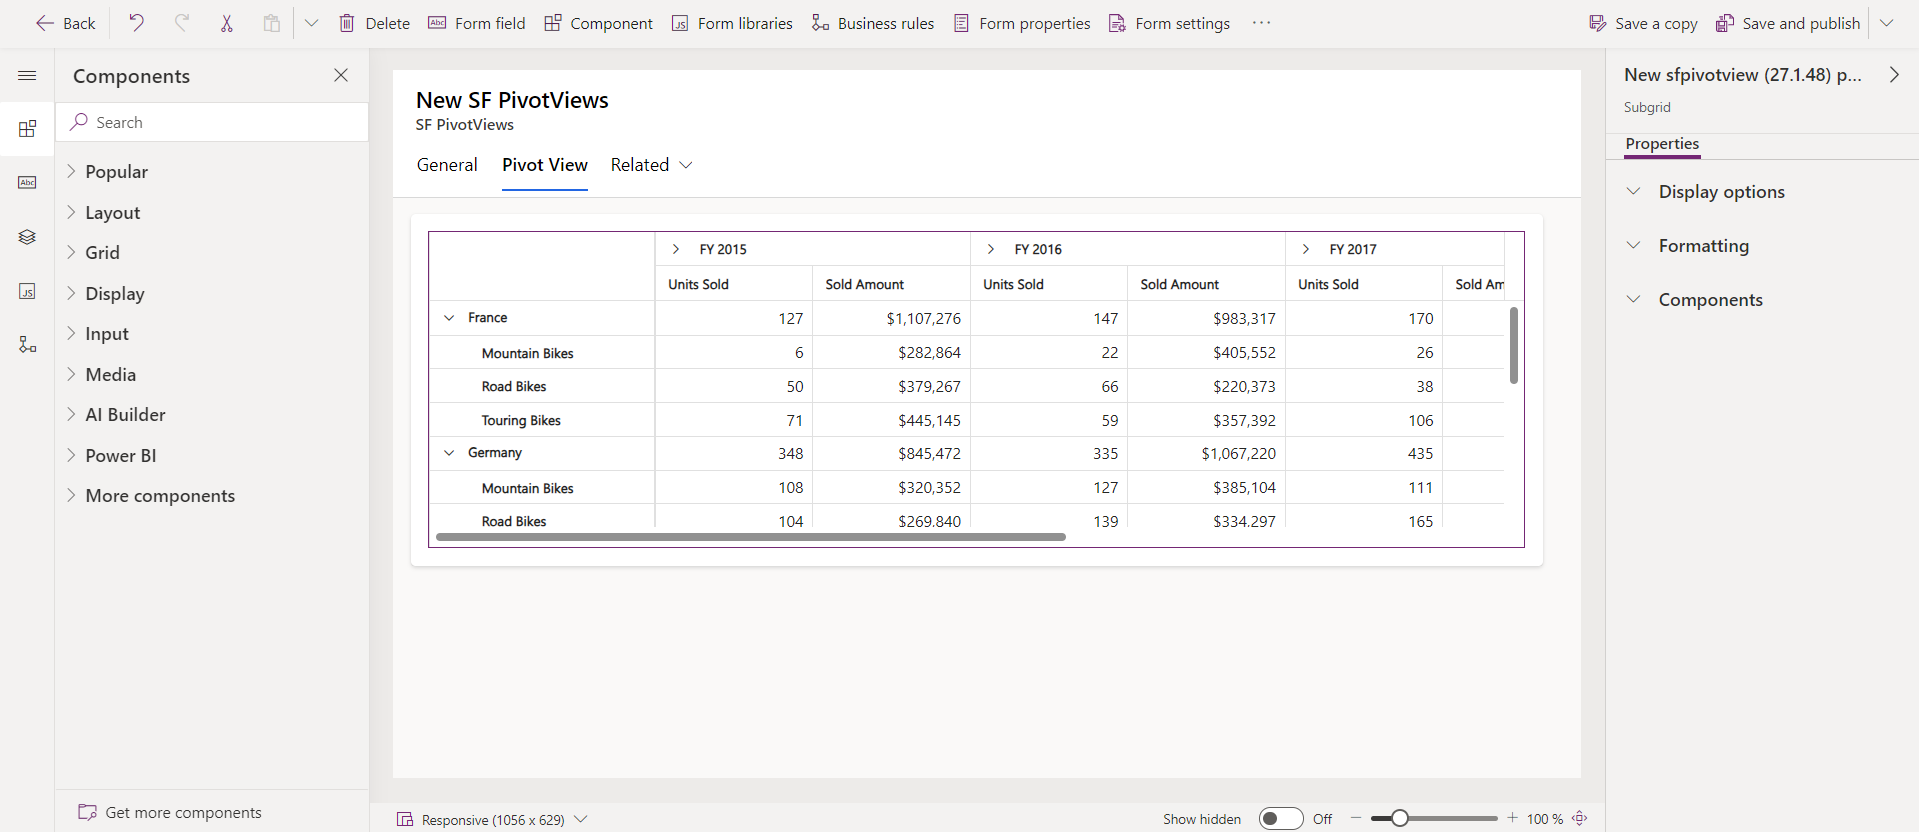 Back
Delete
Abc Form field
Component
JS Form libraries
Business rules
Form properties
Form settings
...
Save a copy
Save and publish
Components
Search
Popular
Layout
Grid
Display
Input
Media
AI Builder
Power BI
More components
Get more components
Abc
JS
New SF PivotViews
SF PivotViews
General Pivot View Related
FY 2015 FY 2016 FY 2017
Units Sold Sold Amount Units Sold Sold Amount Units Sold Sold Am
France 127 $1,107,276 147 $983,317 170
Mountain Bikes 6 $282,864 22 $405,552 26
Road Bikes 50 $379,267 66 $220,373 38
Touring Bikes 71 $445,145 59 $357,392 106
Germany 348 $845,472 335 $1,067,220 435
Mountain Bikes 108 $320,352 127 $385,104 111
Road Bikes 104 $269,840 139 $334,297 165
Responsive (1056 x 629)
Show hidden Off 100 %
New sfpivotview (27.1.48) p...
Subgrid
Properties
Display options
Formatting
Components